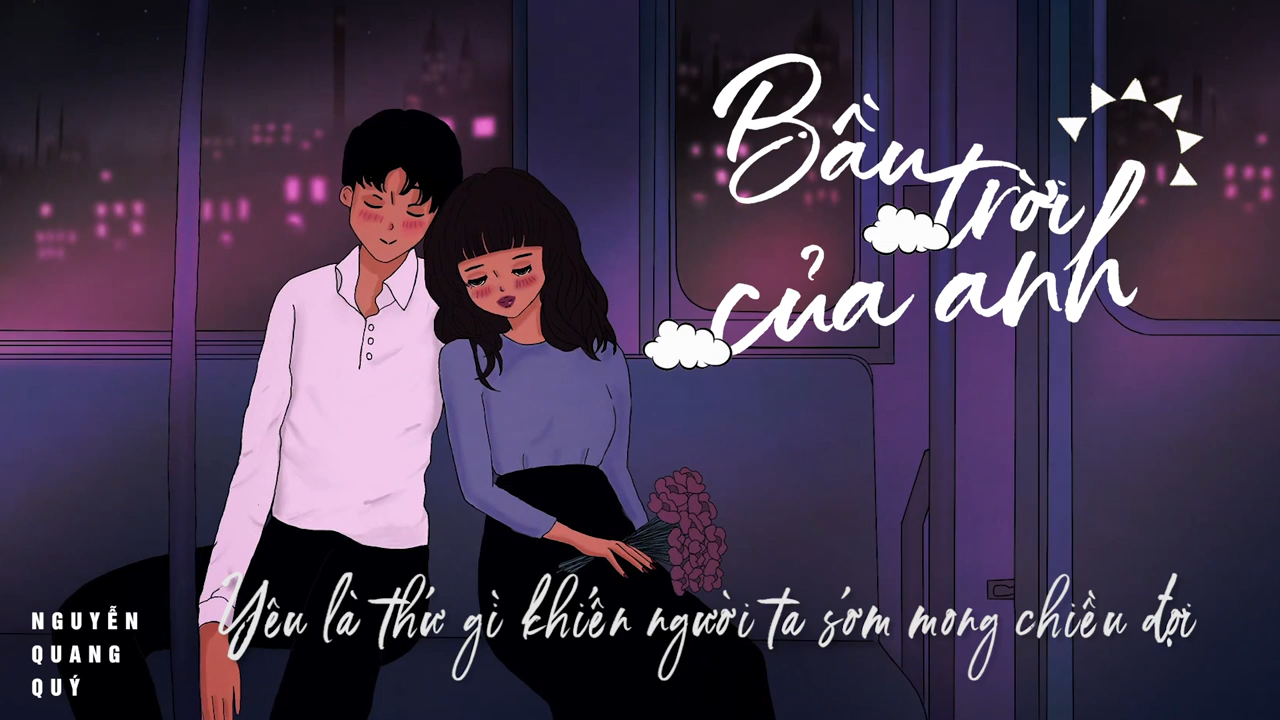 Bầu trời
của anh
Yêu là thứ gì khiến người ta sớm mong chiều đợi
NGUYỄN
QUANG
QUÝ